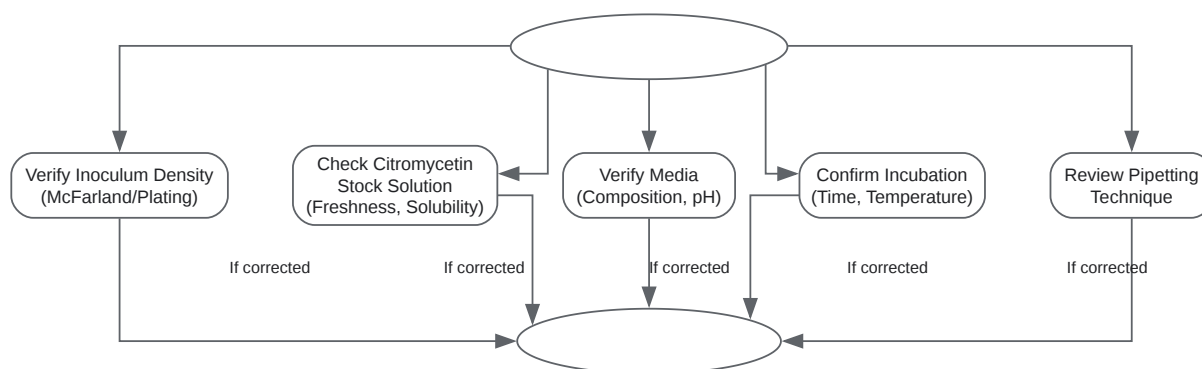 Verify Inoculum Density
(McFarland/Plating)
Check Citromycetin
Stock Solution
(Freshness, Solubility)
Verify Media
(Composition, pH)
Confirm Incubation
(Time, Temperature)
Review Pipetting
Technique
If corrected
If corrected
If corrected
If corrected
If corrected